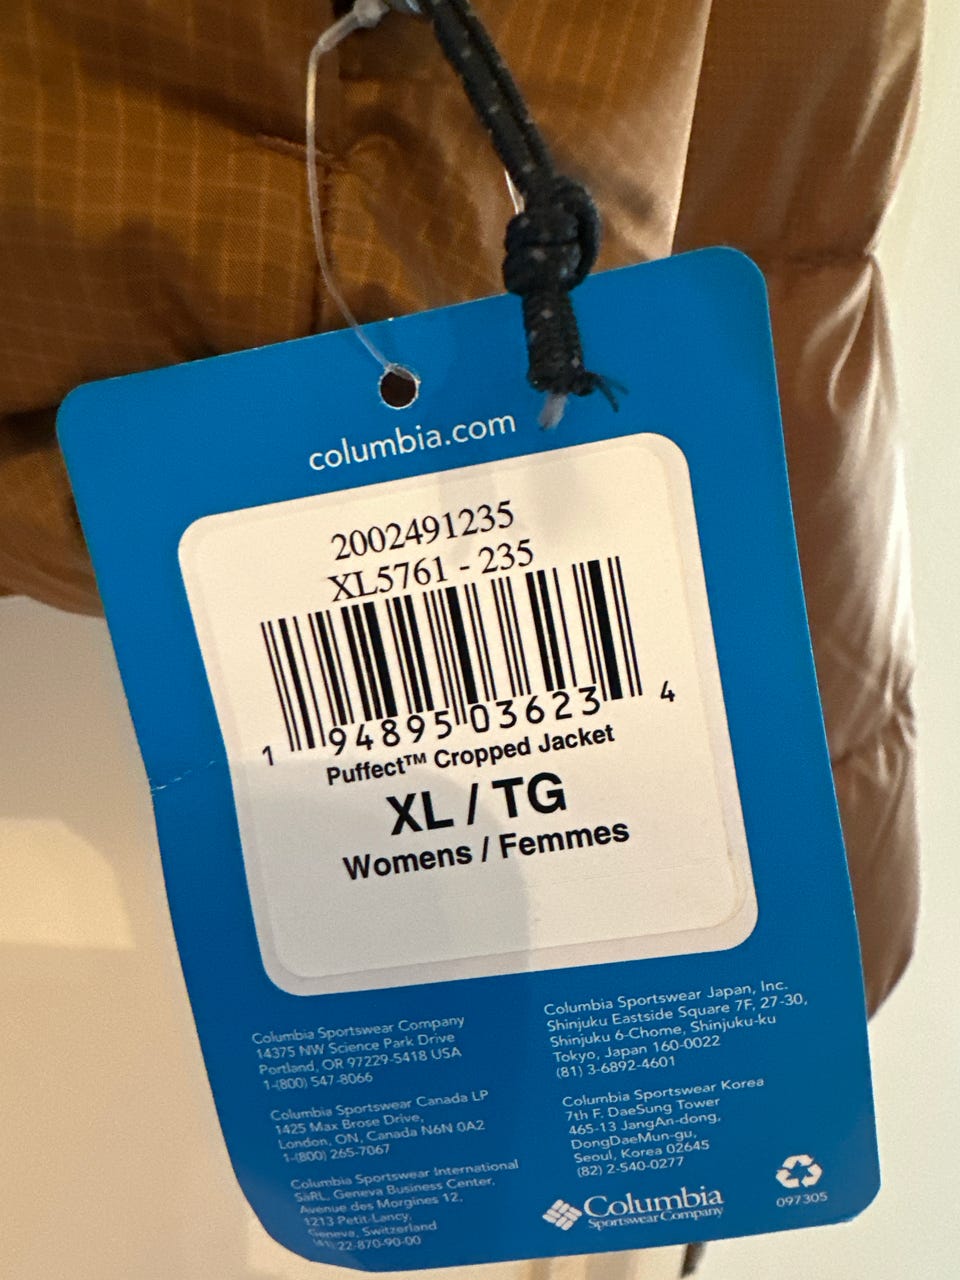 columbia.com
2002491235
XL5761 - 235
1 94895 03623 4
Puffect™ Cropped Jacket
XL / TG
Womens / Femmes
Columbia Sportswear Company
14375 NW Science Park Drive
Portland, OR 97229-5418 USA
1-(800) 547-8066
Columbia Sportswear Canada LP
1425 Max Brose Drive,
London, ON, Canada N6N 0A2
1-(800) 265-7067
Columbia Sportswear International
SàRL, Geneva Business Center,
Avenue des Morgines 12,
1213 Petit-Lancy,
Geneva, Switzerland
(41) 22-870-90-00
Columbia Sportswear Japan, Inc.
Shinjuku Eastside Square 7F, 27-30,
Shinjuku 6-Chome, Shinjuku-ku
Tokyo, Japan 160-0022
(81) 3-6892-4601
Columbia Sportswear Korea
7th F. DaeSung Tower
465-13 JangAn-dong,
DongDaeMun-gu,
Seoul, Korea 02645
(82) 2-540-0277
Columbia
Sportswear Company
097305